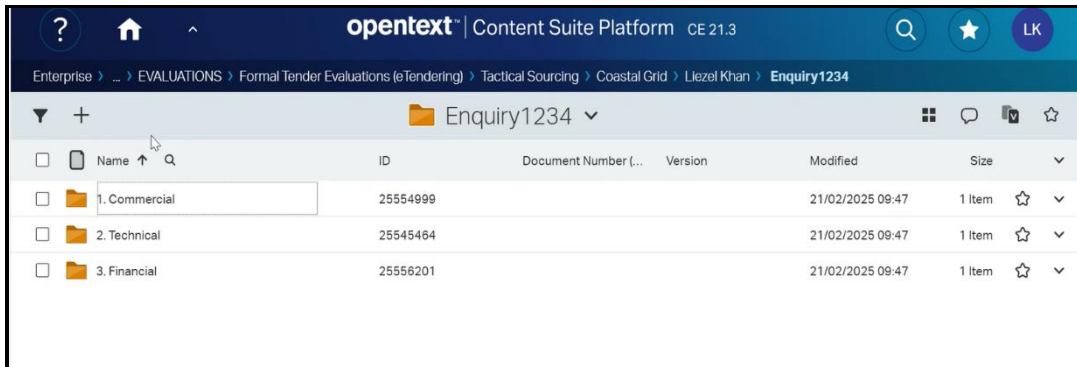 ? opentext™ | Content Suite Platform CE 21.3 LK
Enterprise > ... > EVALUATIONS > Formal Tender Evaluations (eTendering) > Tactical Sourcing > Coastal Grid > Liezel Khan > Enquiry1234
Enquiry1234
Name ID Document Number (... Version Modified Size
1. Commercial 25554999 21/02/2025 09:47 1 Item
2. Technical 25545464 21/02/2025 09:47 1 Item
3. Financial 25556201 21/02/2025 09:47 1 Item